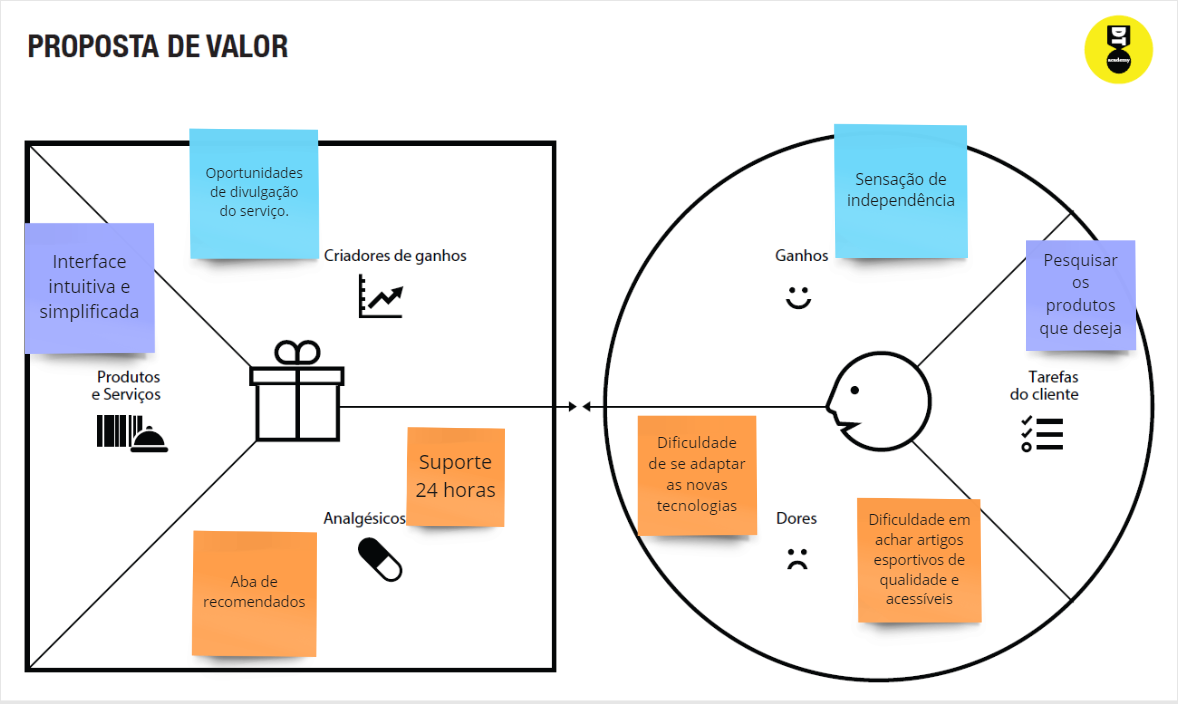 PROPOSTA DE VALOR
DT
academy
Oportunidades
de divulgação
do serviço.
Criadores de ganhos
Interface
intuitiva e
simplificada
Produtos
e Serviços
Suporte
24 horas
Analgésicos
Aba de
recomendados
Sensação de
independência
Ganhos
Pesquisar
os
produtos
que deseja
Tarefas
do cliente
Dificuldade
de se adaptar
as novas
tecnologias
Dores
Dificuldade em
achar artigos
esportivos de
qualidade e
acessíveis